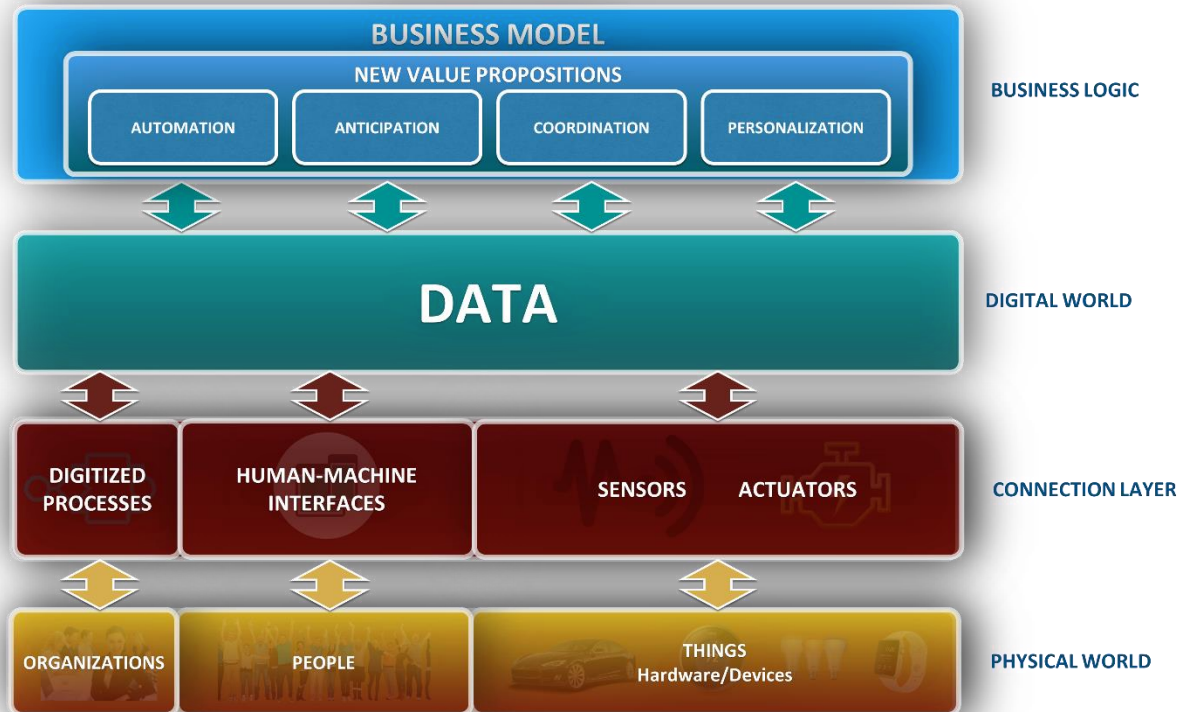 BUSINESS MODEL
NEW VALUE PROPOSITIONS
AUTOMATION
ANTICIPATION
COORDINATION
PERSONALIZATION
BUSINESS LOGIC
DATA
DIGITAL WORLD
DIGITIZED
PROCESSES
HUMAN-MACHINE
INTERFACES
SENSORS
ACTUATORS
CONNECTION LAYER
ORGANIZATIONS
PEOPLE
THINGS
Hardware/Devices
PHYSICAL WORLD